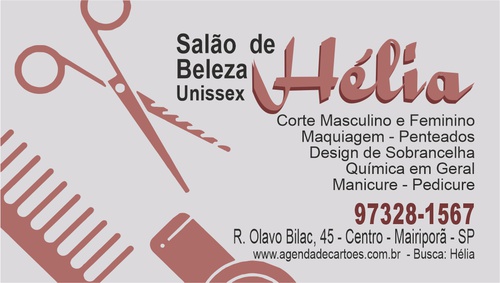 Salão de
Beleza
Unissex
Hélia
Corte Masculino e Feminino
Maquiagem - Penteados
Design de Sobrancelha
Química em Geral
Manicure - Pedicure
97328-1567
R. Olavo Bilac, 45 - Centro - Mairiporã - SP
www.agendadecartoes.com.br - Busca: Hélia